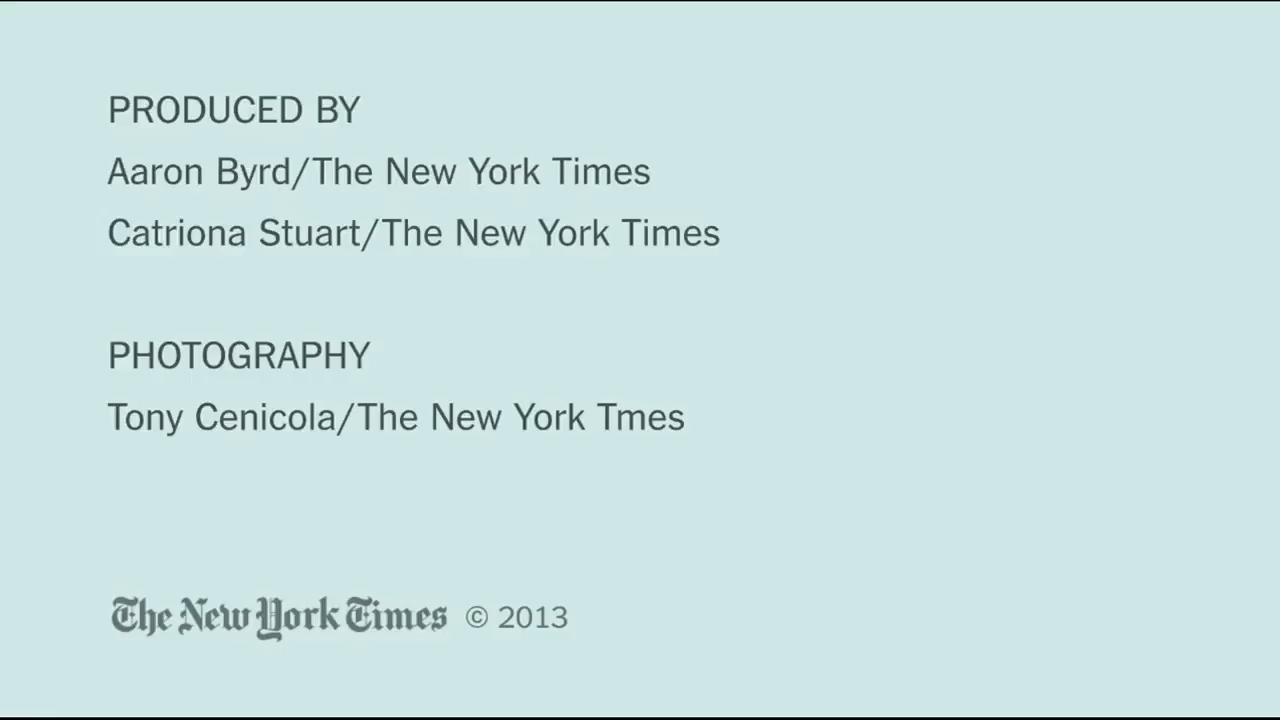 PRODUCED BY
Aaron Byrd/The New York Times
Catriona Stuart/The New York Times
PHOTOGRAPHY
Tony Cenicola/The New York Tmes
The New York Times © 2013